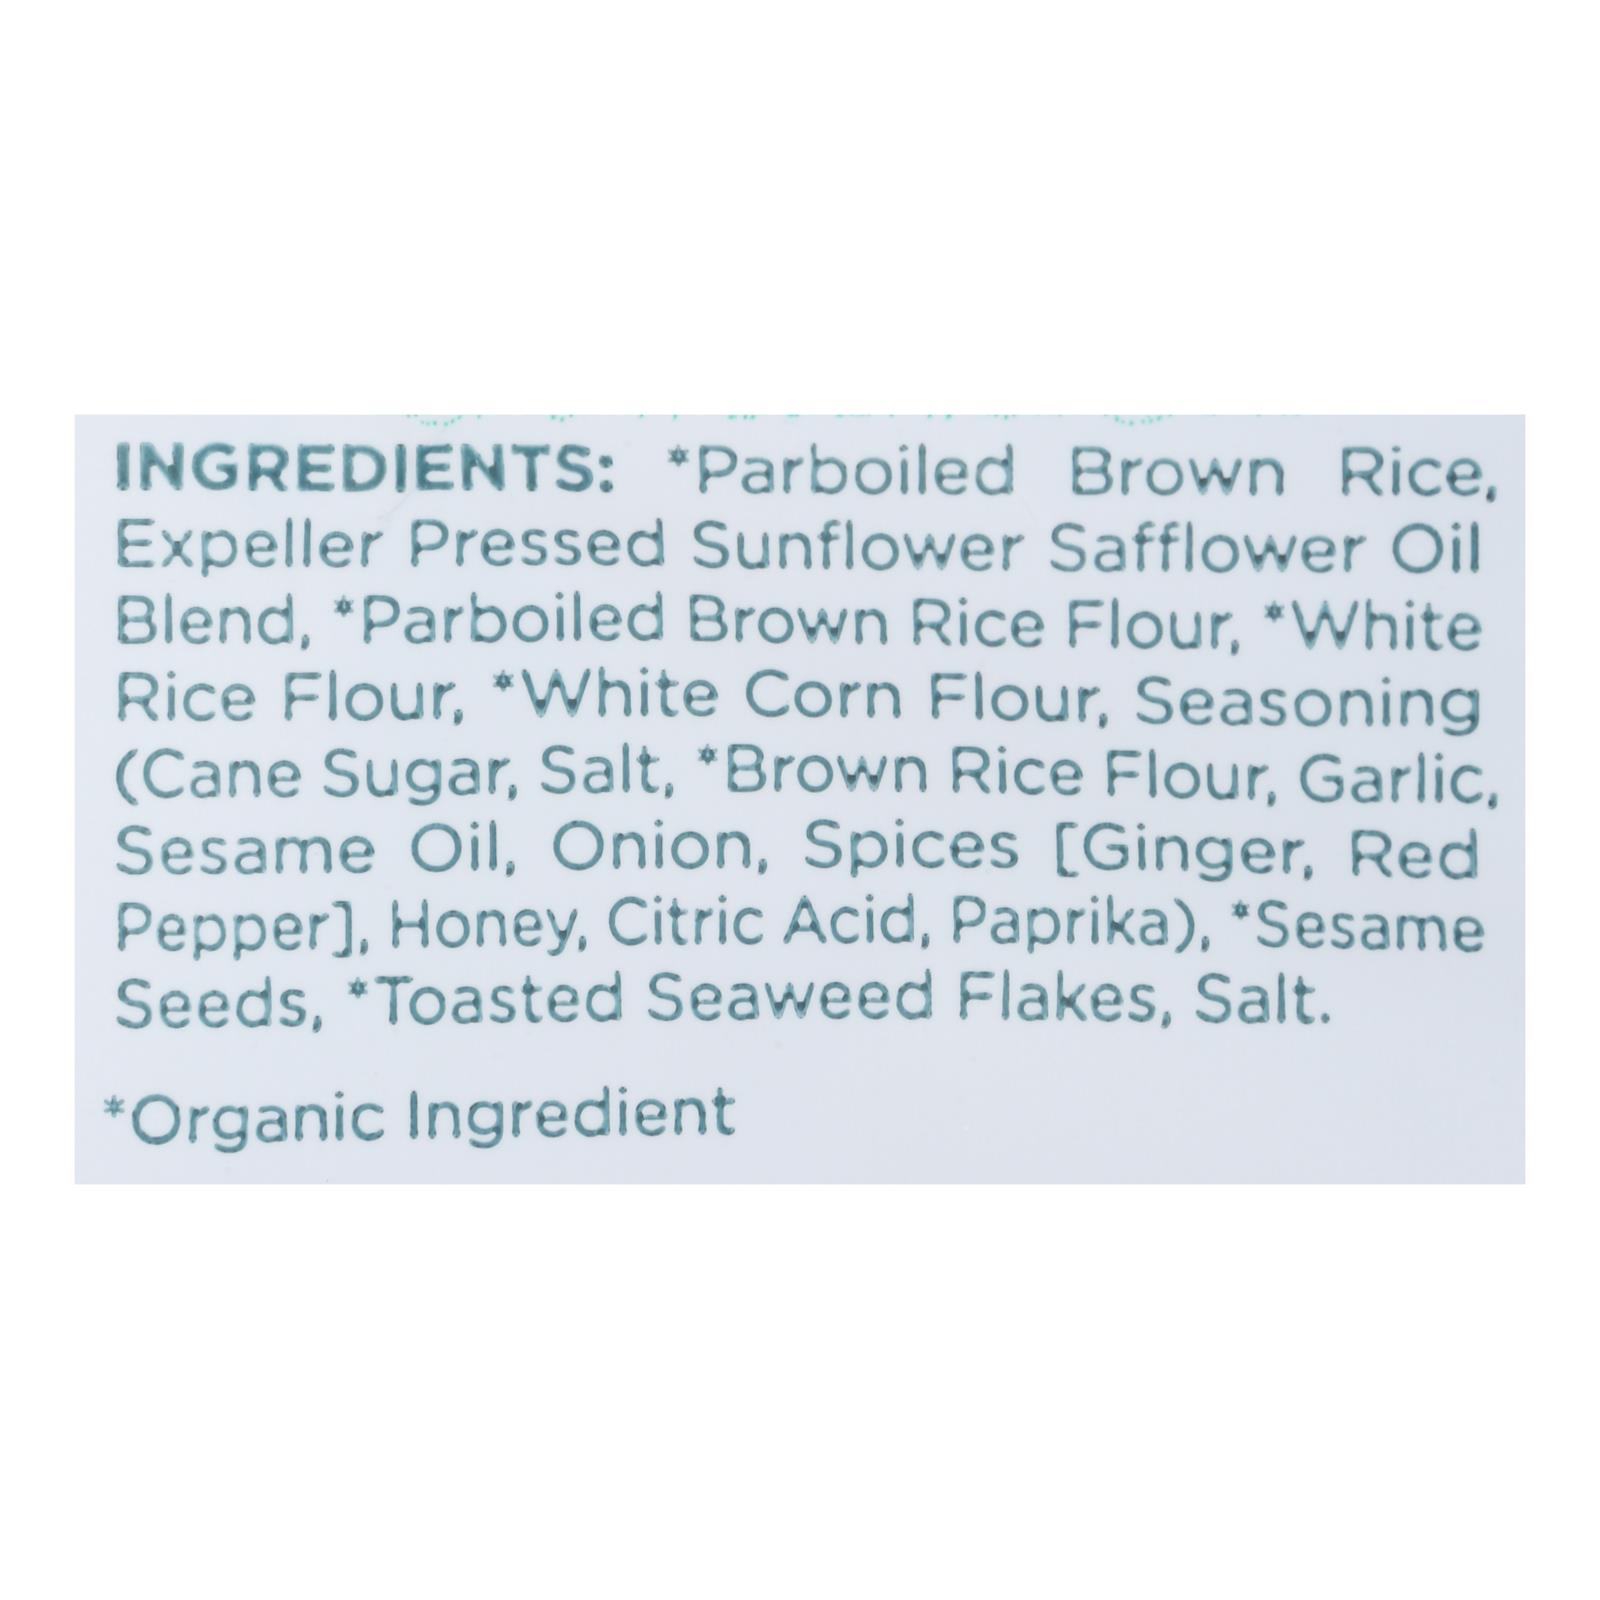 INGREDIENTS: *Parboiled Brown Rice,
Expeller Pressed Sunflower Safflower Oil
Blend, *Parboiled Brown Rice Flour, *White
Rice Flour, *White Corn Flour, Seasoning
(Cane Sugar, Salt, *Brown Rice Flour, Garlic,
Sesame Oil, Onion, Spices [Ginger, Red
Pepper], Honey, Citric Acid, Paprika), *Sesame
Seeds, *Toasted Seaweed Flakes, Salt.
*Organic Ingredient